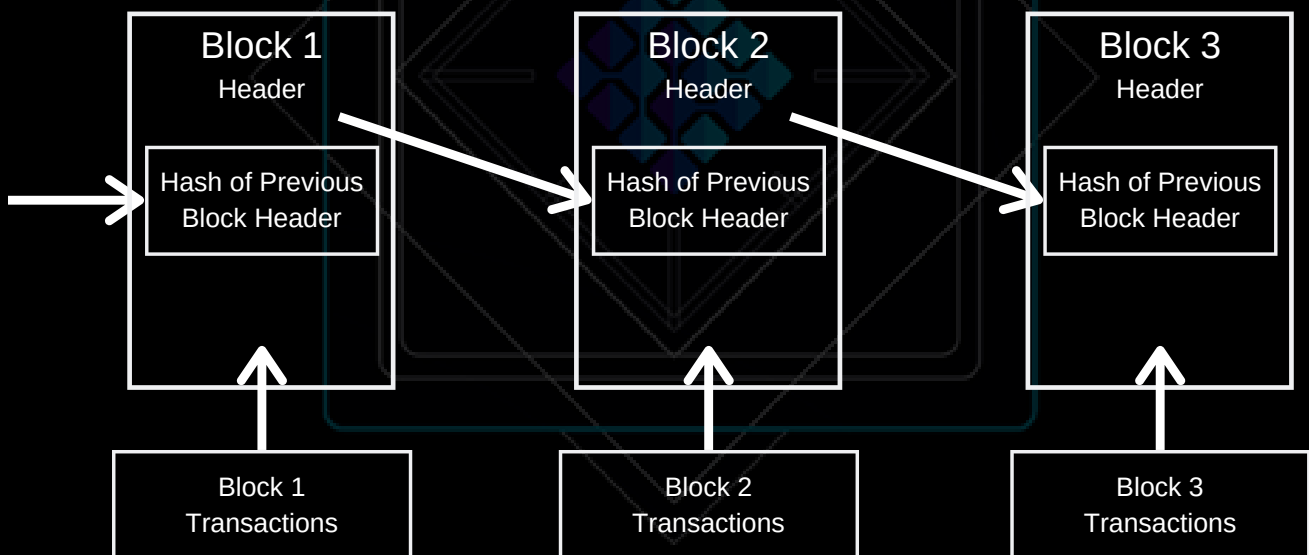 Block 1
Header
Hash of Previous
Block Header
Block 1
Transactions
Block 2
Header
Hash of Previous
Block Header
Block 2
Transactions
Block 3
Header
Hash of Previous
Block Header
Block 3
Transactions